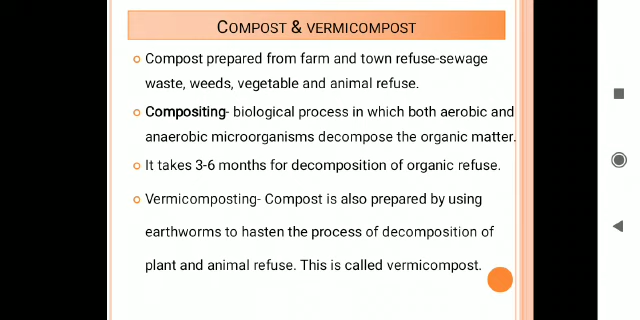 COMPOST & VERMICOMPOST
Compost prepared from farm and town refuse-sewage
waste, weeds, vegetable and animal refuse.
Compositing- biological process in which both aerobic and
anaerobic microorganisms decompose the organic matter.
It takes 3-6 months for decomposition of organic refuse.
Vermicomposting- Compost is also prepared by using
earthworms to hasten the process of decomposition of
plant and animal refuse. This is called vermicompost.